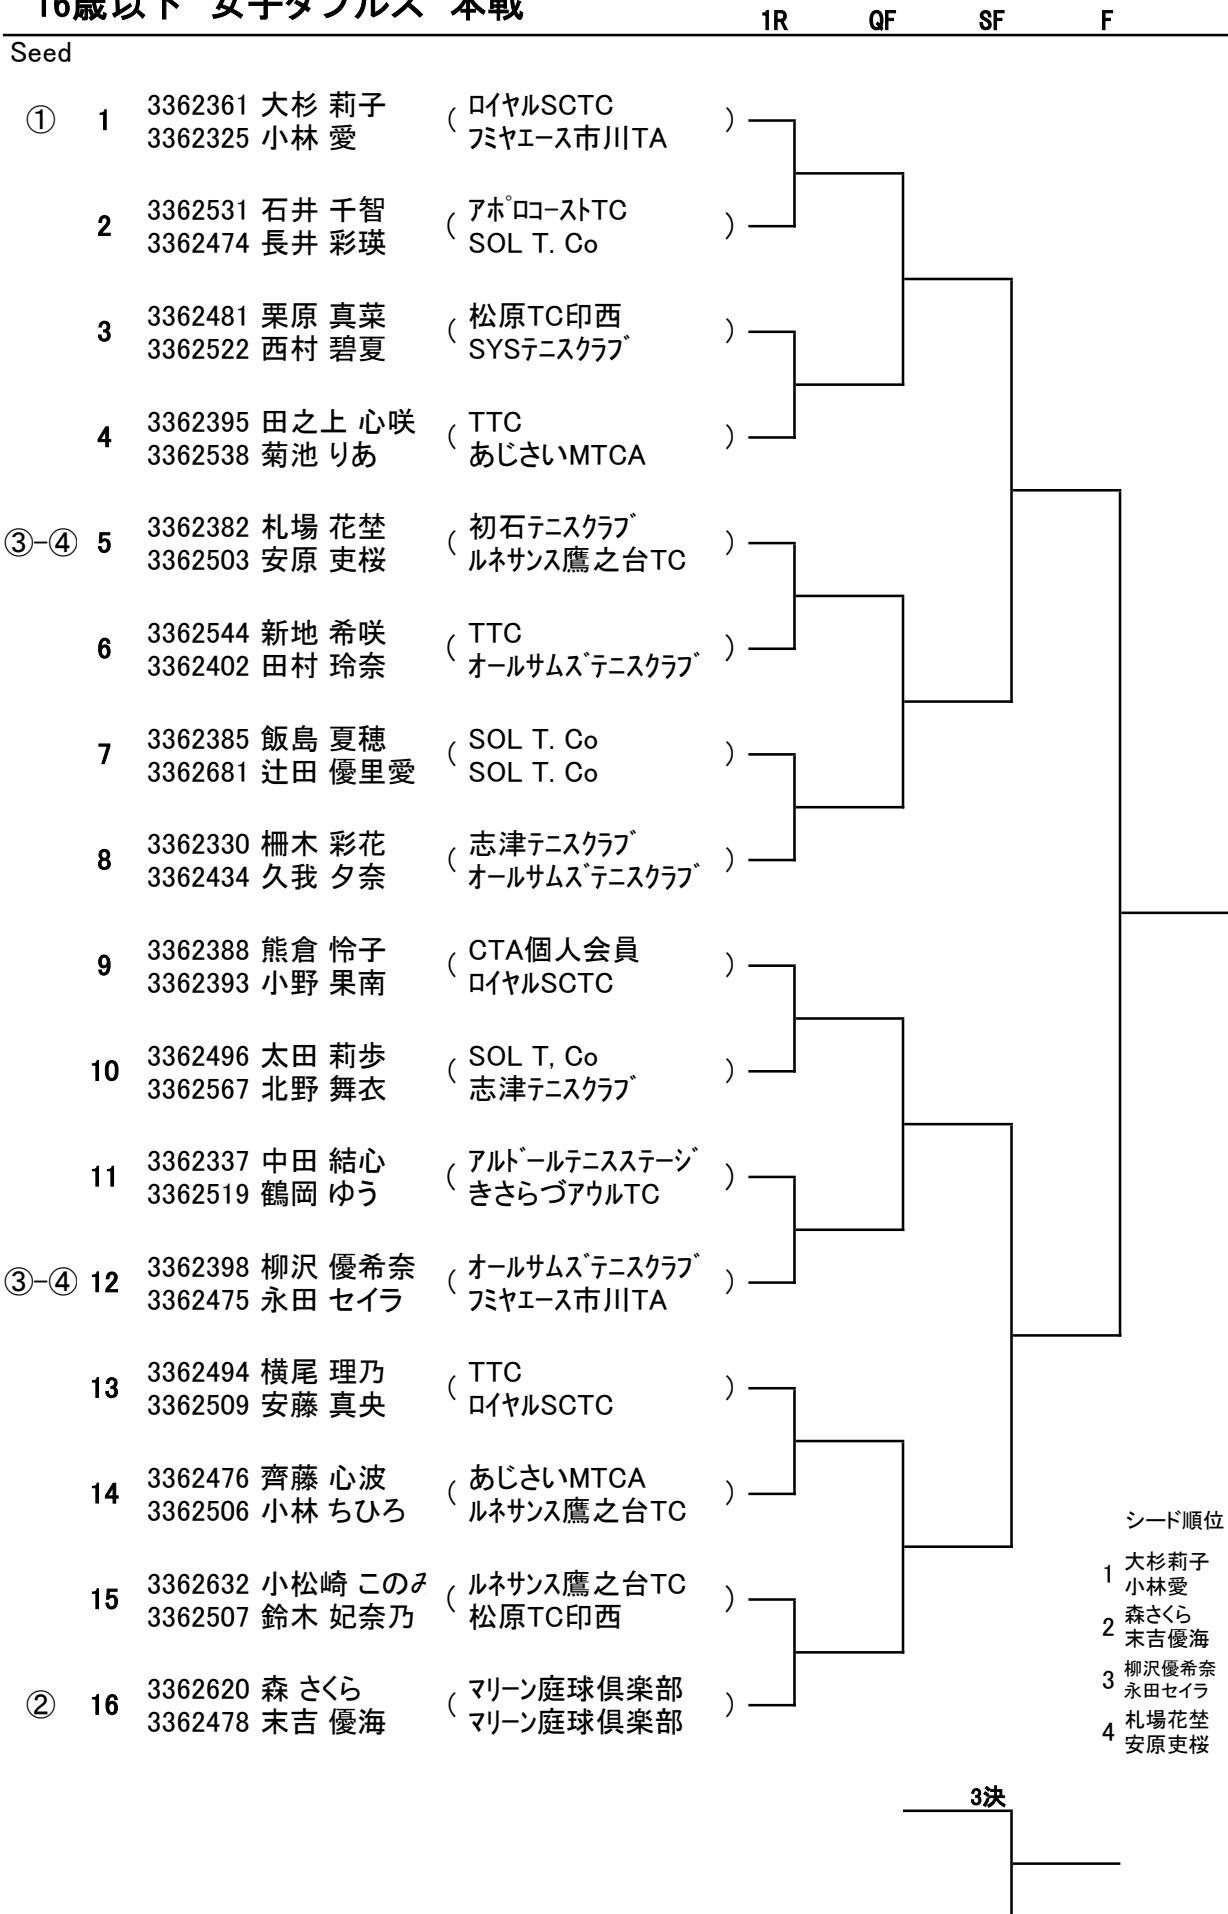 16歳以下 女子ダブルス 本戦
1R QF SF F
Seed
① 1 3362361 大杉 莉子 ( ロイヤルSCTC )
3362325 小林 愛 フミヤエース市川TA
2 3362531 石井 千智 ( アポロコーストTC )
3362474 長井 彩瑛 SOL T. Co
3 3362481 栗原 真菜 ( 松原TC印西 )
3362522 西村 碧夏 SYSテニスクラブ
4 3362395 田之上 心咲 ( TTC )
3362538 菊池 りあ あじさいMTCA
③-④ 5 3362382 札場 花埜 ( 初石テニスクラブ )
3362503 安原 吏桜 ルネサンス鷹之台TC
6 3362544 新地 希咲 ( TTC )
3362402 田村 玲奈 オールサムズテニスクラブ
7 3362385 飯島 夏穂 ( SOL T. Co )
3362681 辻田 優里愛 SOL T. Co
8 3362330 柵木 彩花 ( 志津テニスクラブ )
3362434 久我 夕奈 オールサムズテニスクラブ
9 3362388 熊倉 怜子 ( CTA個人会員 )
3362393 小野 果南 ロイヤルSCTC
10 3362496 太田 莉歩 ( SOL T, Co )
3362567 北野 舞衣 志津テニスクラブ
11 3362337 中田 結心 ( アルドールテニスステージ )
3362519 鶴岡 ゆう きさらづアウルTC
③-④ 12 3362398 柳沢 優希奈 ( オールサムズテニスクラブ )
3362475 永田 セイラ フミヤエース市川TA
13 3362494 横尾 理乃 ( TTC )
3362509 安藤 真央 ロイヤルSCTC
14 3362476 齊藤 心波 ( あじさいMTCA )
3362506 小林 ちひろ ルネサンス鷹之台TC
15 3362632 小松崎 このみ ( ルネサンス鷹之台TC )
3362507 鈴木 妃奈乃 松原TC印西
② 16 3362620 森 さくら ( マリーン庭球倶楽部 )
3362478 末吉 優海 マリーン庭球倶楽部
シード順位
1 大杉莉子
小林愛
2 森さくら
末吉優海
3 柳沢優希奈
永田セイラ
4 札場花埜
安原吏桜
3決